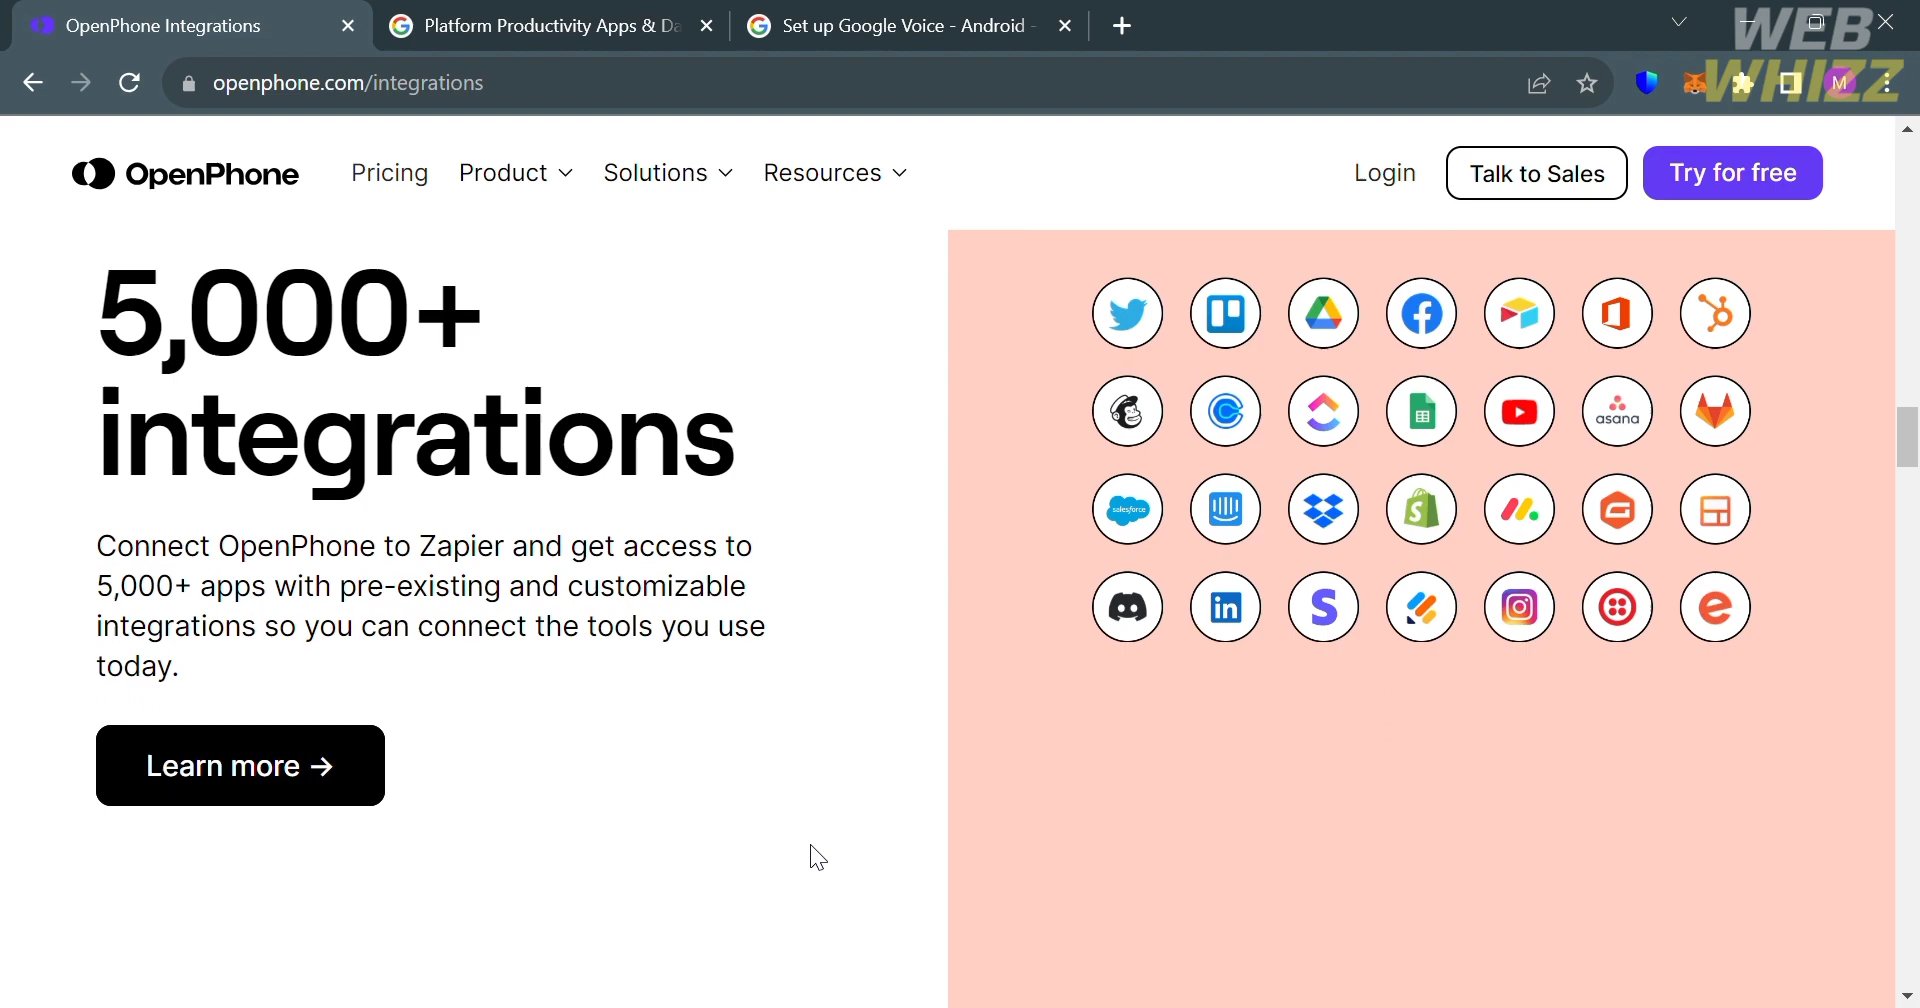 OpenPhone Integrations
Platform Productivity Apps & Da
Set up Google Voice - Android -
WEB
WHIZZ
openphone.com/integrations
M
OpenPhone
Pricing
Product
Solutions
Resources
Login
Talk to Sales
Try for free
5,000+
integrations
Connect OpenPhone to Zapier and get access to
5,000+ apps with pre-existing and customizable
integrations so you can connect the tools you use
today.
Learn more →
asana
salesforce
in